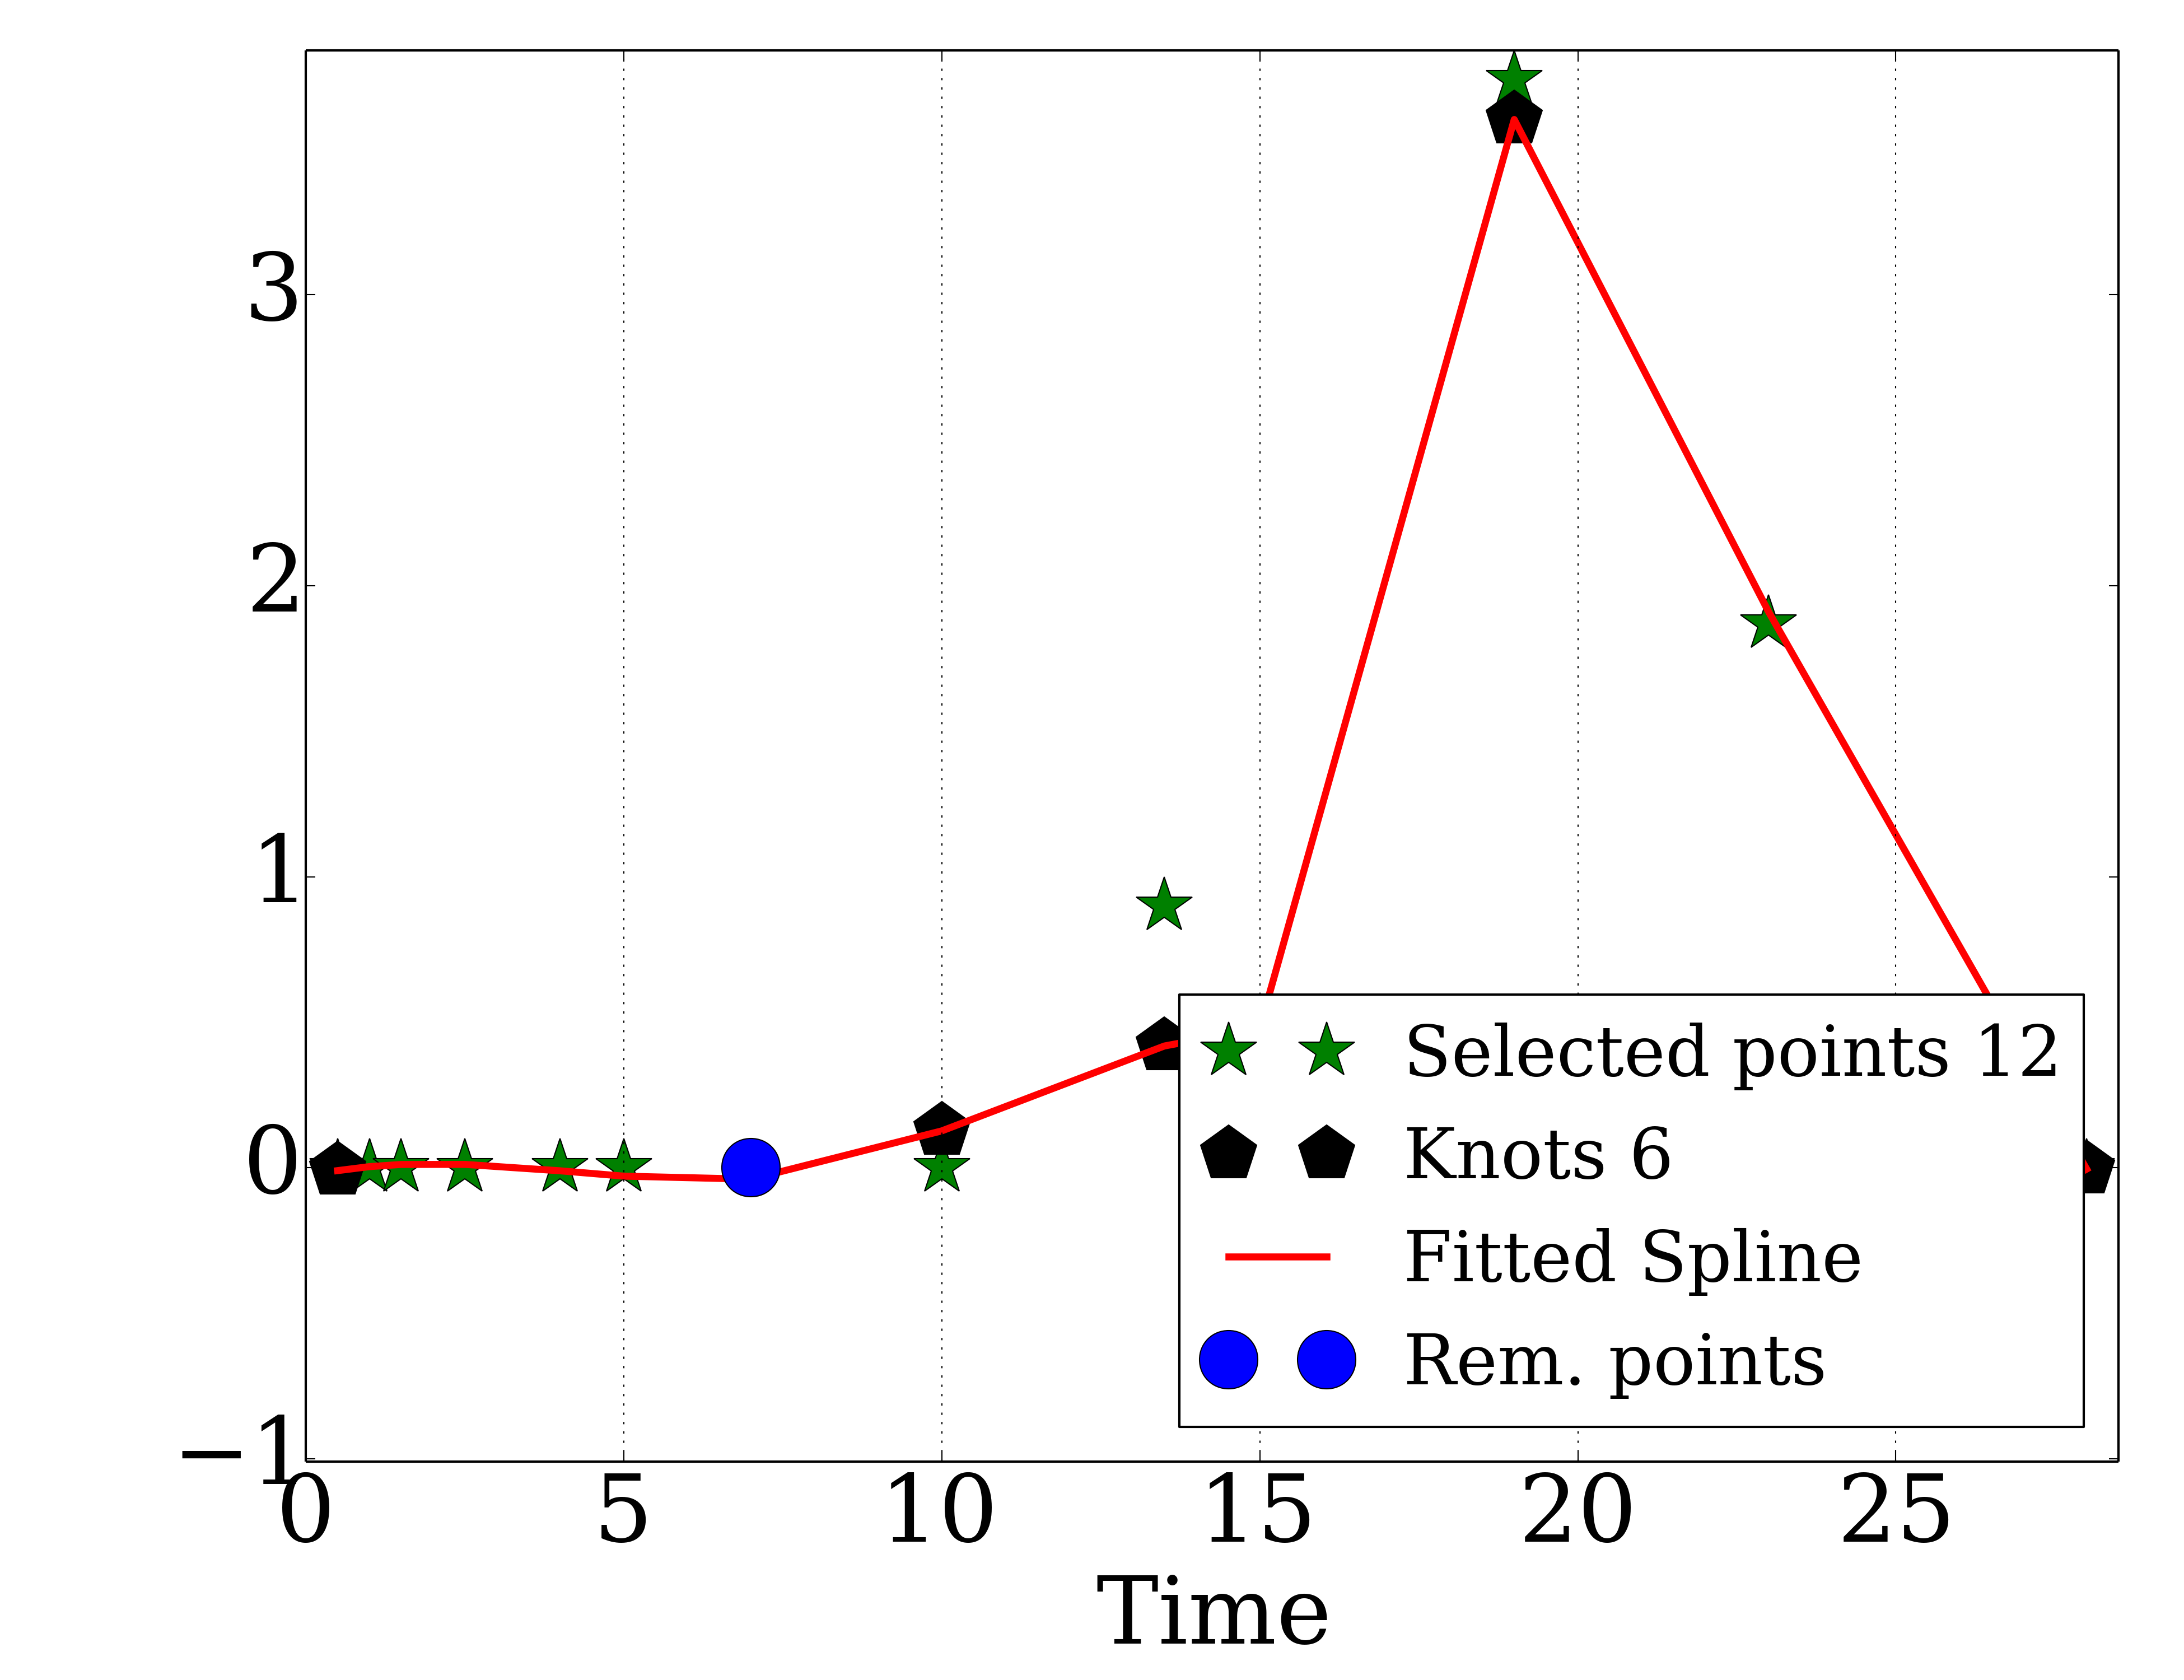 3
2
1
0
−1
0 5 10 15 20 25
Time
Selected points 12
Knots 6
Fitted Spline
Rem. points